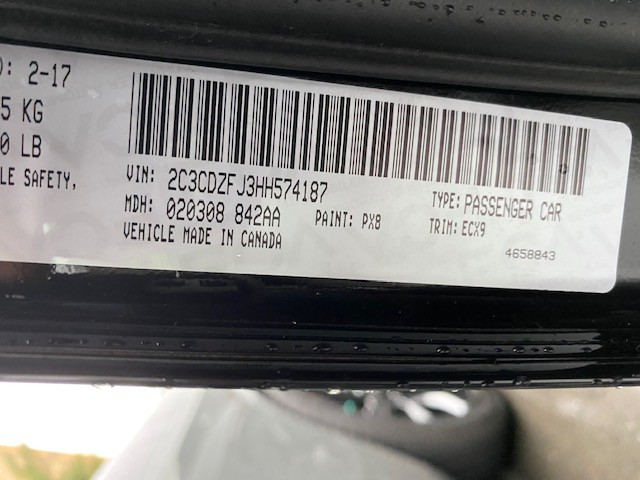 ): 2-17
5 KG
0 LB
LE SAFETY,
VIN: 2C3CDZFJ3HH574187
TYPE: PASSENGER CAR
MDH: 020308 842AA
PAINT: PX8
TRIM: ECX9
VEHICLE MADE IN CANADA
4658843